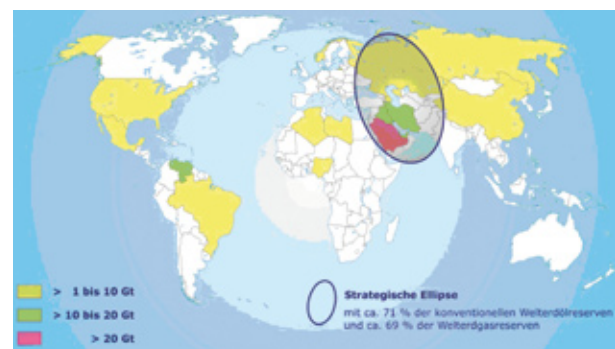 > 1 bis 10 Gt
> 10 bis 20 Gt
> 20 Gt
Strategische Ellipse
mit ca. 71 % der konventionellen Welterdölreserven
und ca. 69 % der Welterdgasreserven